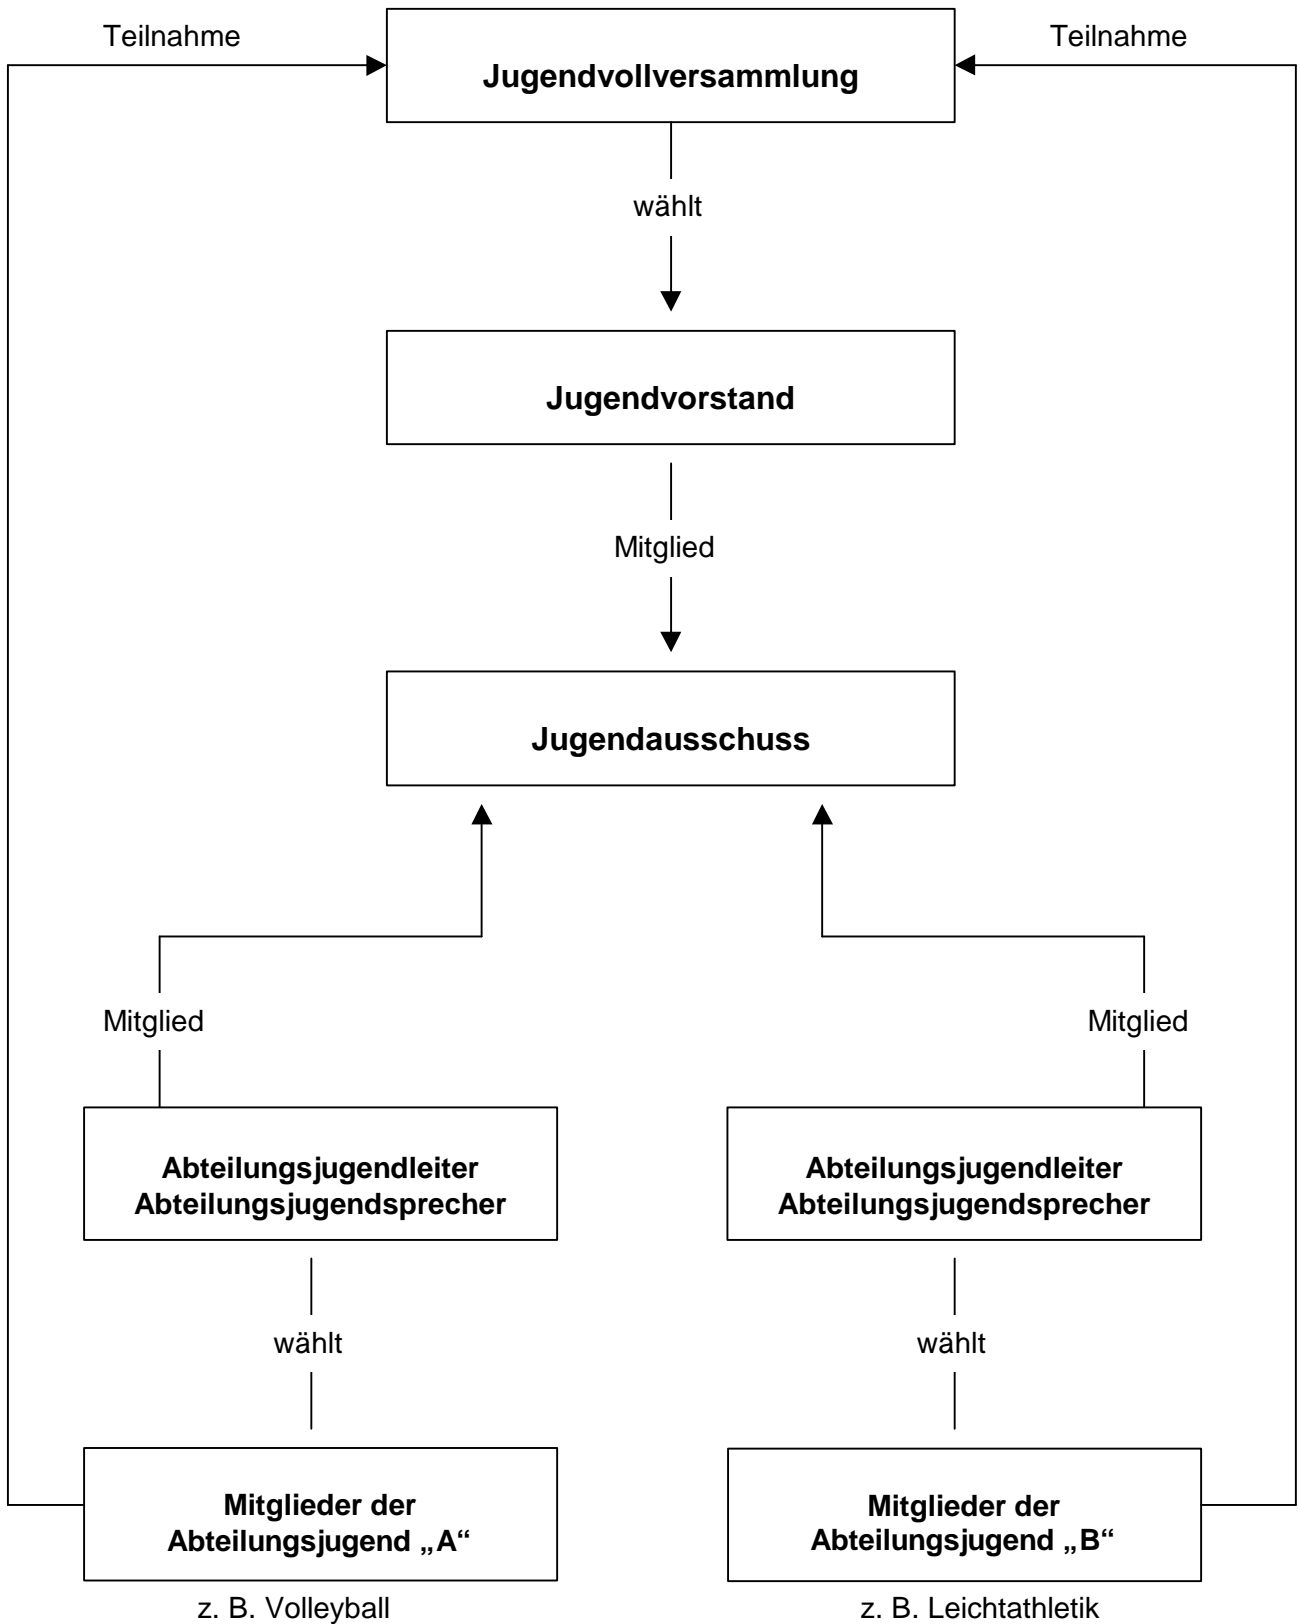 Teilnahme
Teilnahme
Jugendvollversammlung
wählt
Jugendvorstand
Mitglied
Jugendausschuss
Mitglied
Mitglied
Abteilungsjugendleiter
Abteilungsjugendsprecher
Abteilungsjugendleiter
Abteilungsjugendsprecher
wählt
wählt
Mitglieder der
Abteilungsjugend „A“
Mitglieder der
Abteilungsjugend „B“
z. B. Volleyball
z. B. Leichtathletik